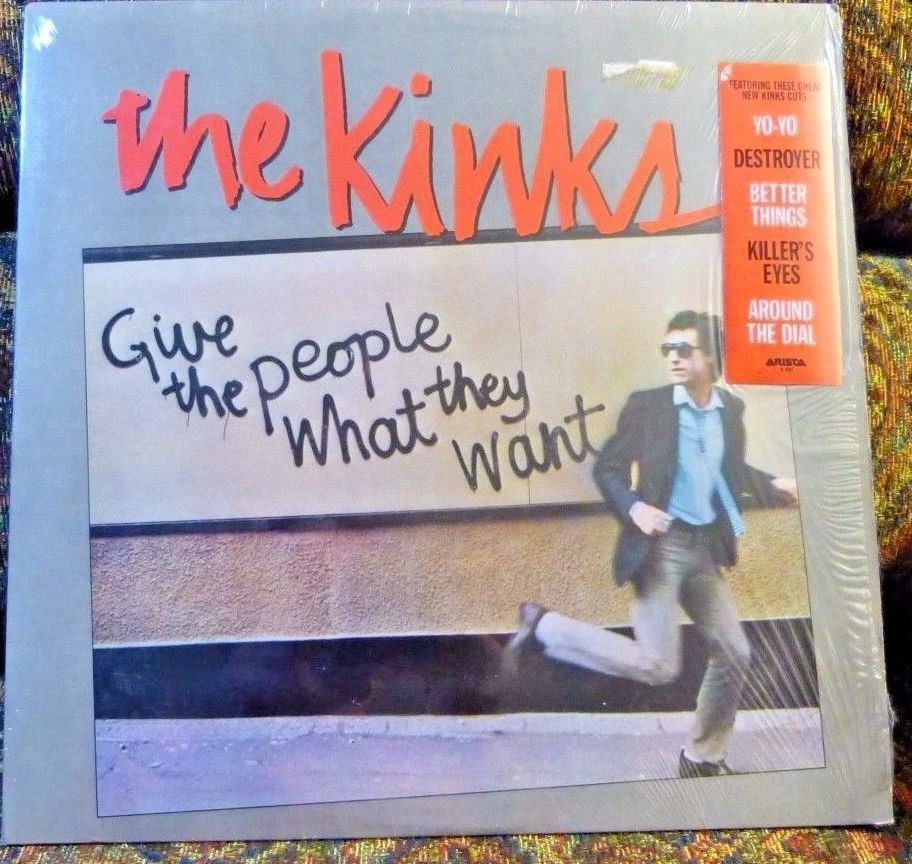 the Kinks
FEATURING THESE GREAT
NEW KINKS CUTS:
YO-YO
DESTROYER
BETTER
THINGS
KILLER'S
EYES
AROUND
THE DIAL
ARISTA
Give
the people
What they
Want